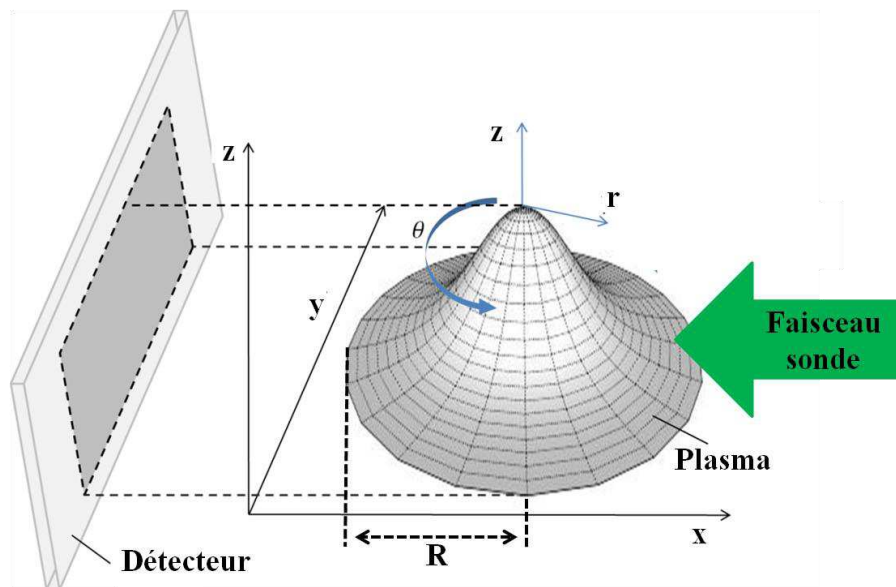 z
z
r
θ
y
Faisceau
sonde
Plasma
Détecteur
R
x